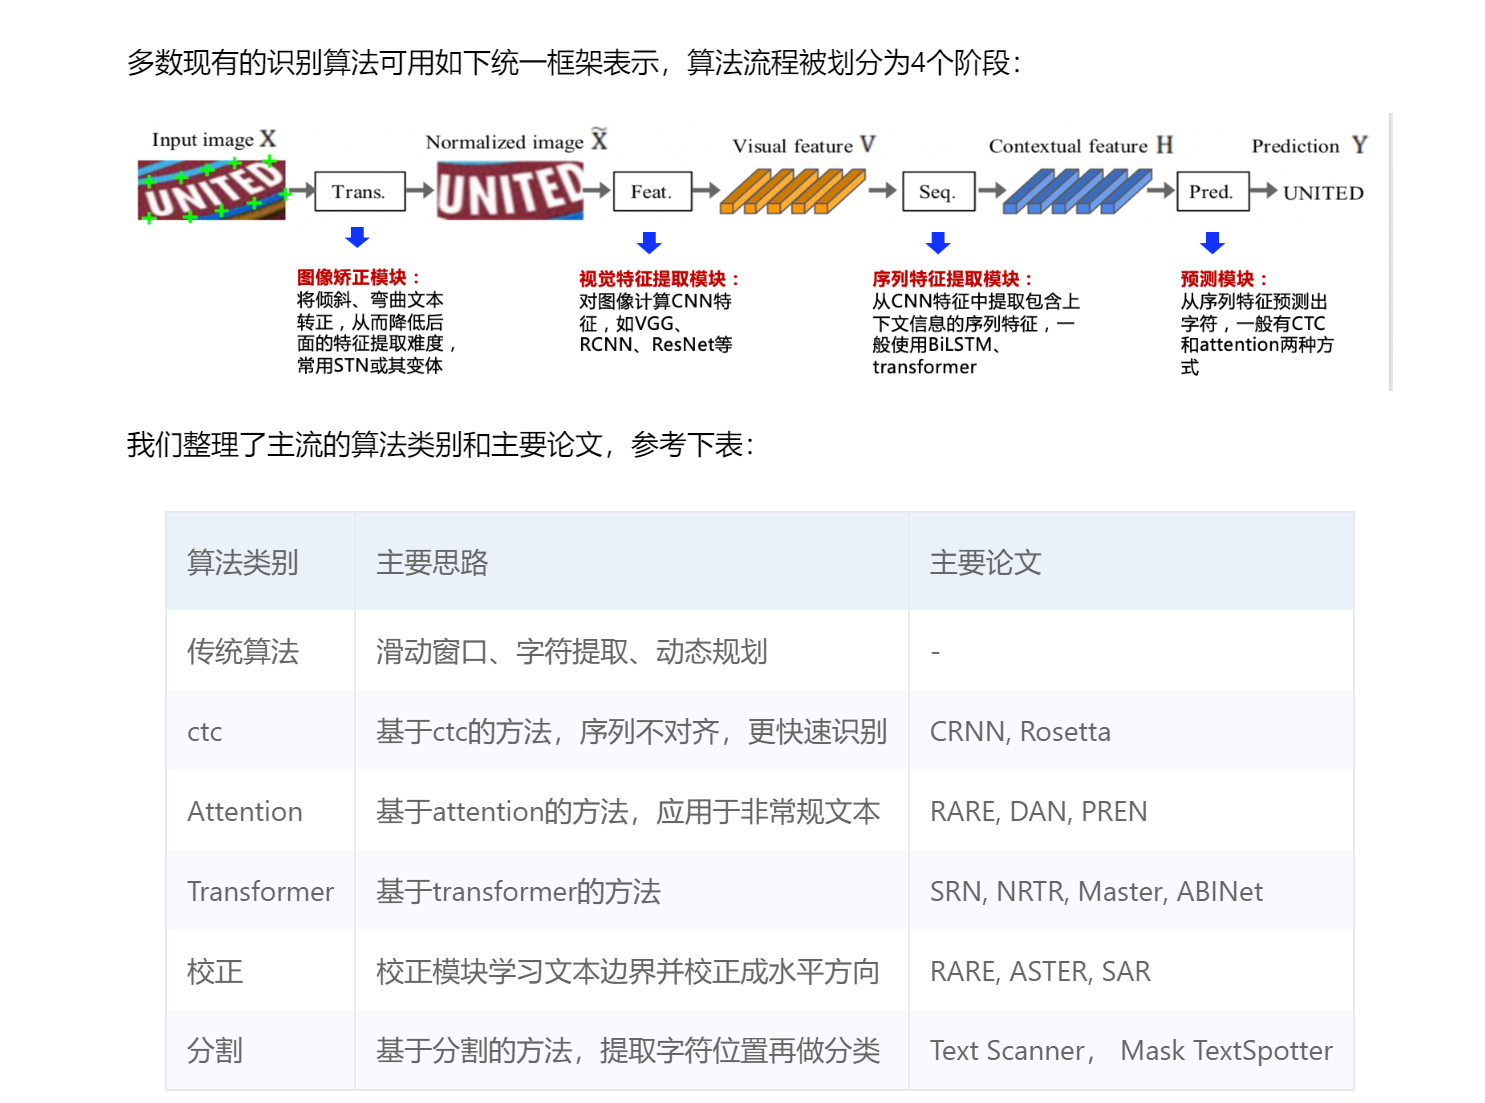 多数现有的识别算法可用如下统一框架表示，算法流程被划分为4个阶段：
Input image X
Normalized image X̃
Visual feature V
Contextual feature H
Prediction Y
UNITED
Trans.
UNITED
Feat.
Seq.
Pred.
UNITED
图像矫正模块：
将倾斜、弯曲文本
转正，从而降低后
面的特征提取难度，
常用STN或其变体
视觉特征提取模块：
对图像计算CNN特
征，如VGG、
RCNN、ResNet等
序列特征提取模块：
从CNN特征中提取包含上
下文信息的序列特征，一
般使用BiLSTM、
transformer
预测模块：
从序列特征预测出
字符，一般有CTC
和attention两种方
式
我们整理了主流的算法类别和主要论文，参考下表：
算法类别 主要思路 主要论文
传统算法 滑动窗口、字符提取、动态规划 -
ctc 基于ctc的方法，序列不对齐，更快速识别 CRNN, Rosetta
Attention 基于attention的方法，应用于非常规文本 RARE, DAN, PREN
Transformer 基于transformer的方法 SRN, NRTR, Master, ABINet
校正 校正模块学习文本边界并校正成水平方向 RARE, ASTER, SAR
分割 基于分割的方法，提取字符位置再做分类 Text Scanner， Mask TextSpotter